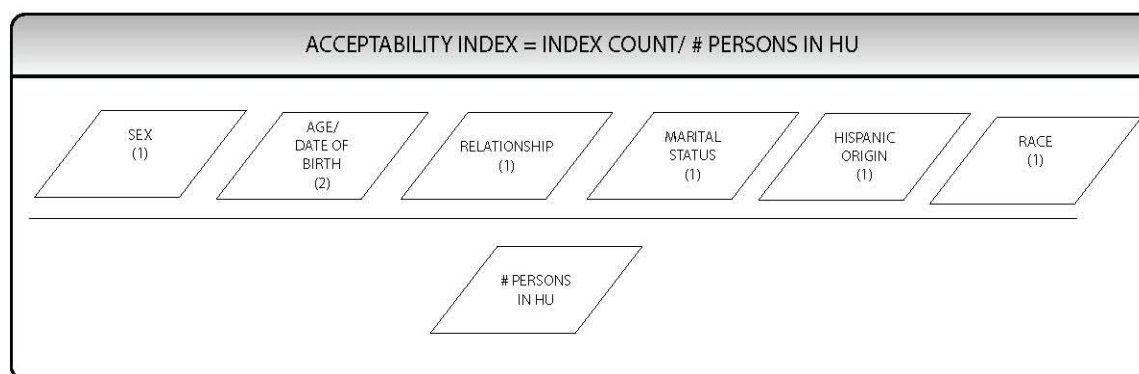 ACCEPTABILITY INDEX = INDEX COUNT/ # PERSONS IN HU
SEX
(1)
AGE/
DATE OF
BIRTH
(2)
RELATIONSHIP
(1)
MARITAL
STATUS
(1)
HISPANIC
ORIGIN
(1)
RACE
(1)
# PERSONS
IN HU